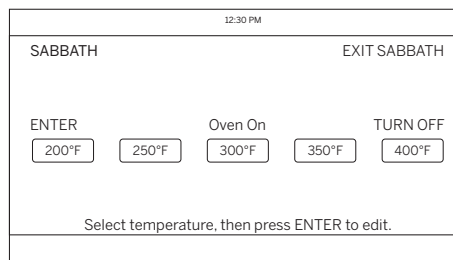 12:30 PM
SABBATH EXIT SABBATH
ENTER Oven On TURN OFF
200°F 250°F 300°F 350°F 400°F
Select temperature, then press ENTER to edit.